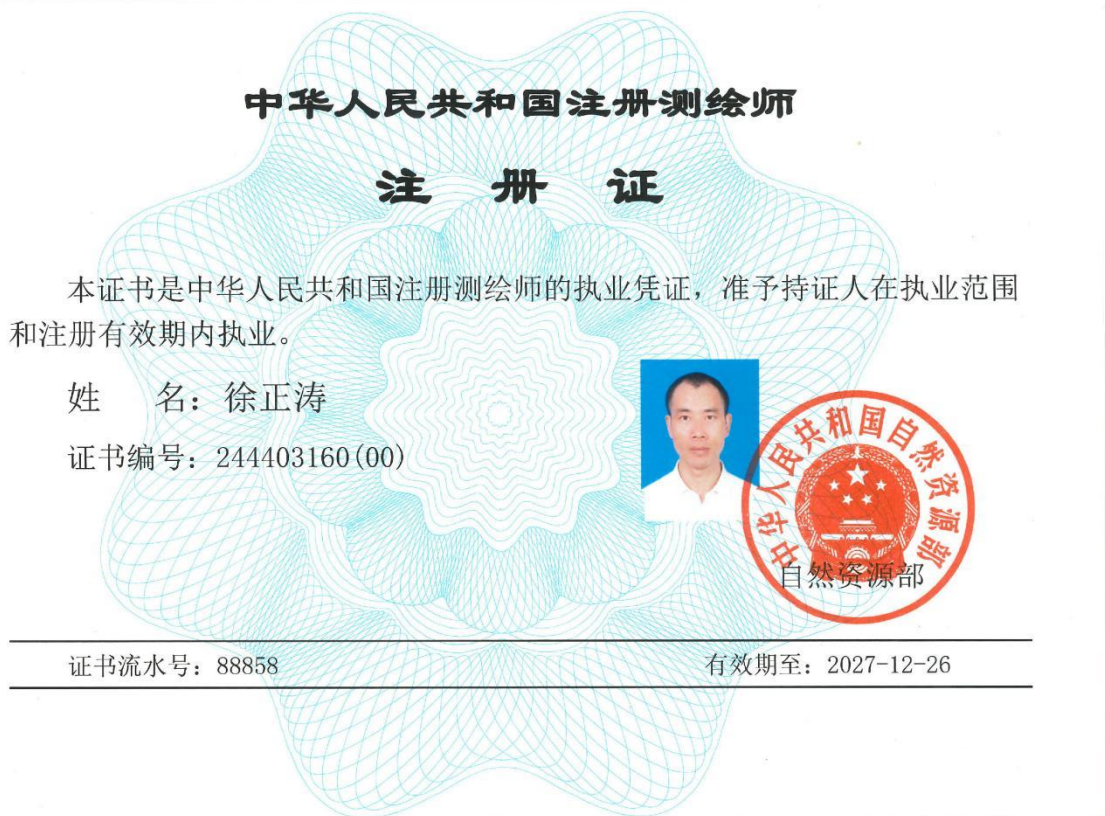 中华人民共和国注册测绘师
注 册 证
本证书是中华人民共和国注册测绘师的执业凭证，准予持证人在执业范围
和注册有效期内执业。
姓 名：徐正涛
证书编号：244403160(00)
中华人民共和国自然资源部
自然资源部
证书流水号：88858
有效期至：2027-12-26